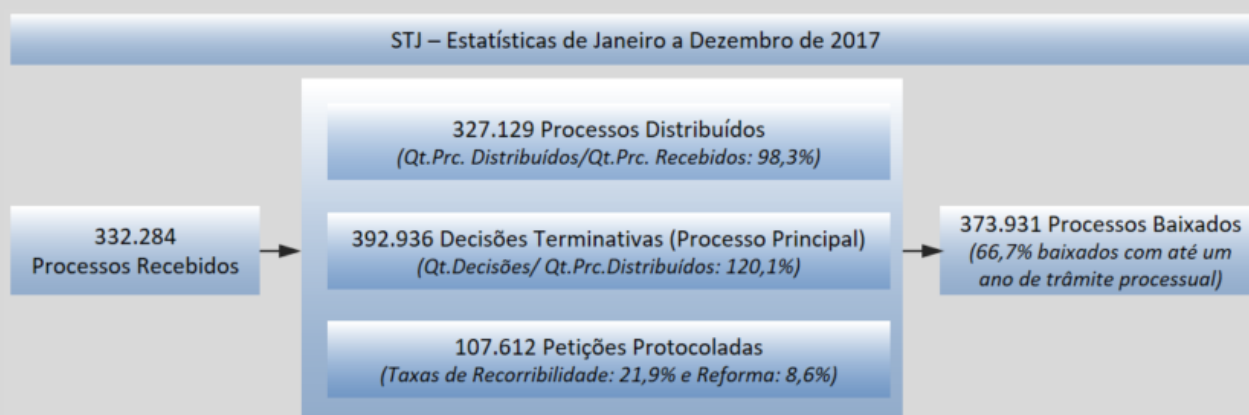 STJ – Estatísticas de Janeiro a Dezembro de 2017
332.284
Processos Recebidos
327.129 Processos Distribuídos
(Qt.Prc. Distribuídos/Qt.Prc. Recebidos: 98,3%)
392.936 Decisões Terminativas (Processo Principal)
(Qt.Decisões/ Qt.Prc.Distribuídos: 120,1%)
107.612 Petições Protocoladas
(Taxas de Recorribilidade: 21,9% e Reforma: 8,6%)
373.931 Processos Baixados
(66,7% baixados com até um
ano de trâmite processual)